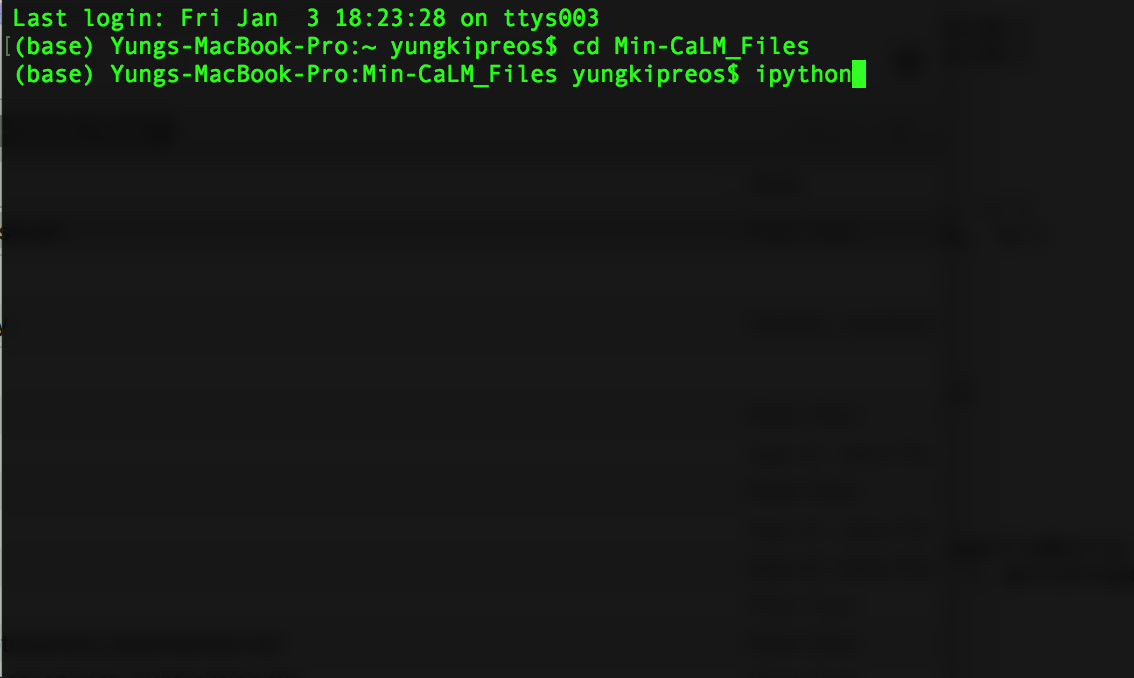 Last login: Fri Jan  3 18:23:28 on ttys003
[(base) Yungs-MacBook-Pro:~ yungkipreos$ cd Min-CaLM_Files
(base) Yungs-MacBook-Pro:Min-CaLM_Files yungkipreos$ ipython